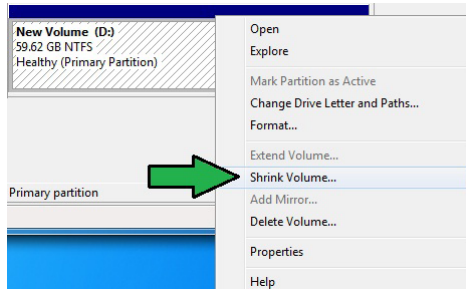 New Volume (D:)
59.62 GB NTFS
Healthy (Primary Partition)
Primary partition
Open
Explore
Mark Partition as Active
Change Drive Letter and Paths...
Format...
Extend Volume...
Shrink Volume...
Add Mirror...
Delete Volume...
Properties
Help